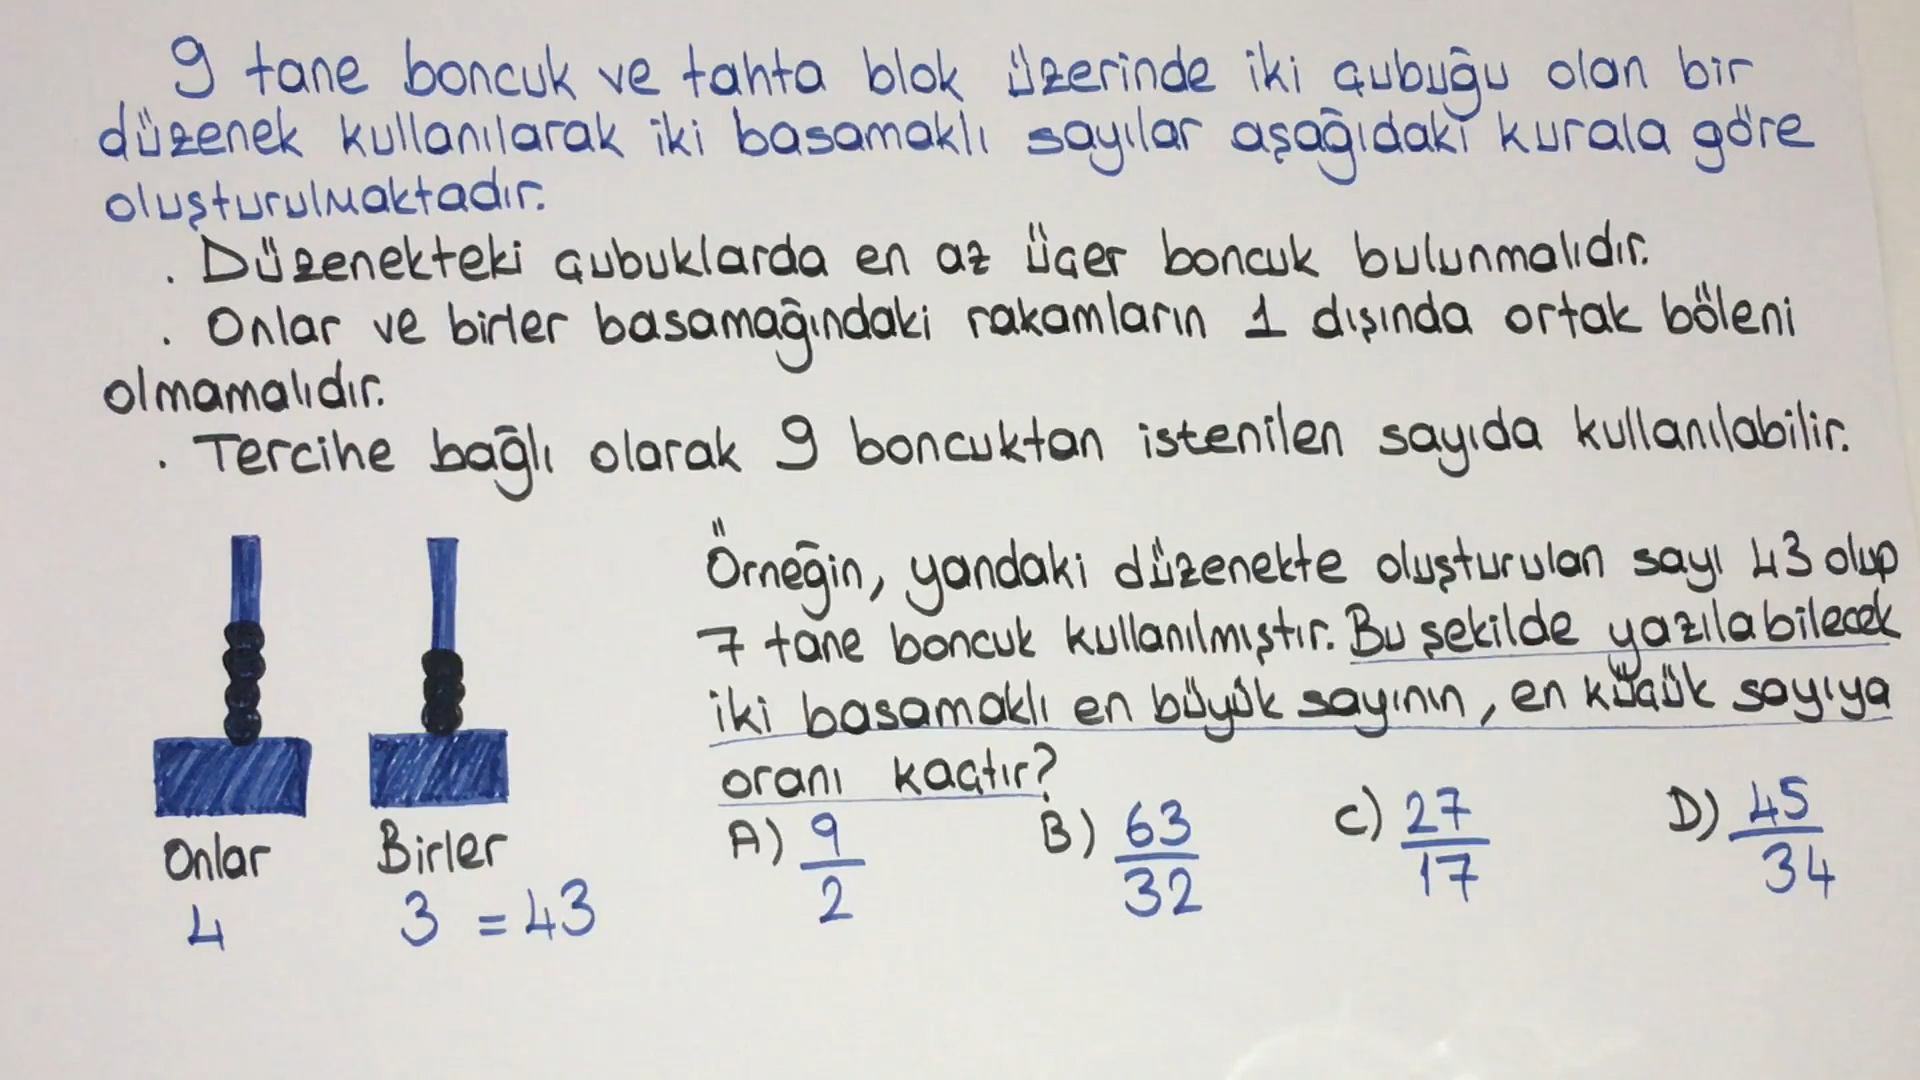 9 tane boncuk ve tahta blok üzerinde iki çubuğu olan bir
düzenek kullanılarak iki basamaklı sayılar aşağıdaki kurala göre
oluşturulmaktadır.
. Düzenekteki çubuklarda en az üçer boncuk bulunmalıdır.
. Onlar ve birler basamağındaki rakamların 1 dışında ortak böleni
olmamalıdır.
. Tercihe bağlı olarak 9 boncuktan istenilen sayıda kullanılabilir.
Örneğin, yandaki düzenekte oluşturulan sayı 43 olup
7 tane boncuk kullanılmıştır. Bu şekilde yazılabilecek
iki basamaklı en büyük sayının, en küçük sayıya
oranı kaçtır?
A) 9/2 B) 63/32 C) 27/17 D) 45/34
Onlar Birler
4 3 = 43